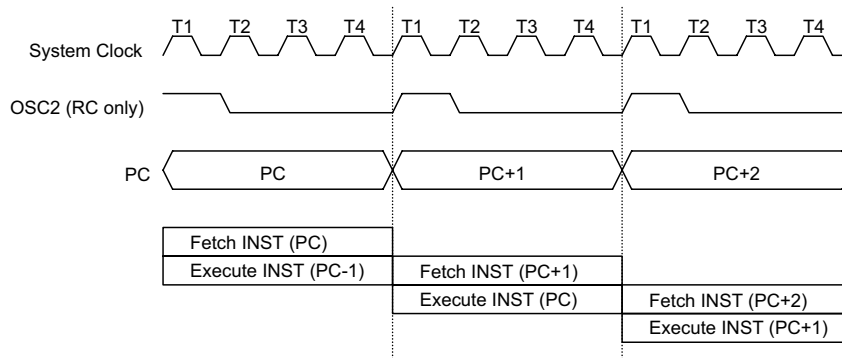 T1 T2 T3 T4 T1 T2 T3 T4 T1 T2 T3 T4
System Clock
OSC2 (RC only)
PC PC PC+1 PC+2
Fetch INST (PC)
Execute INST (PC-1) Fetch INST (PC+1)
Execute INST (PC) Fetch INST (PC+2)
Execute INST (PC+1)